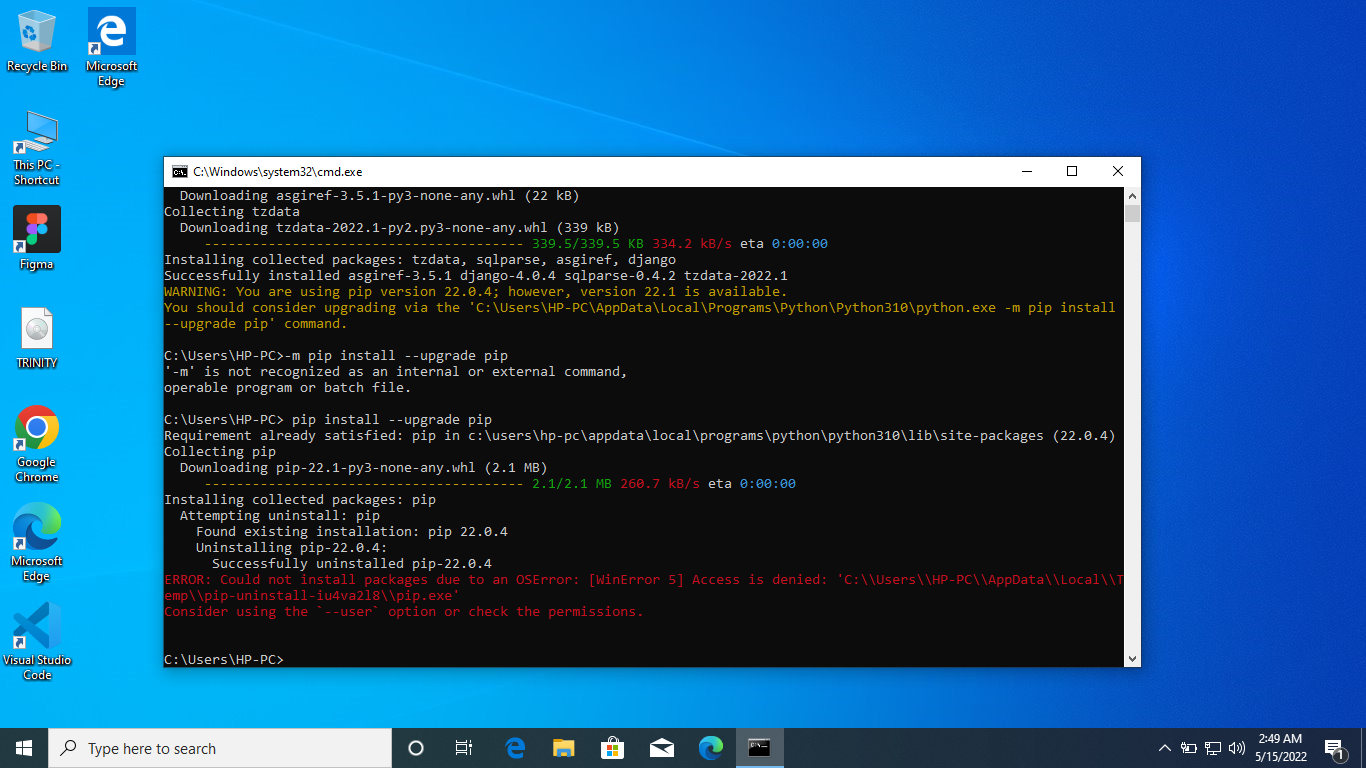 Recycle Bin
Microsoft
Edge
This PC -
Shortcut
Figma
TRINITY
Google
Chrome
Microsoft
Edge
Visual Studio
Code
C:\Windows\system32\cmd.exe
Downloading asgiref-3.5.1-py3-none-any.whl (22 kB)
Collecting tzdata
Downloading tzdata-2022.1-py2.py3-none-any.whl (339 kB)
---------------------------------------- 339.5/339.5 KB 334.2 kB/s eta 0:00:00
Installing collected packages: tzdata, sqlparse, asgiref, django
Successfully installed asgiref-3.5.1 django-4.0.4 sqlparse-0.4.2 tzdata-2022.1
WARNING: You are using pip version 22.0.4; however, version 22.1 is available.
You should consider upgrading via the 'C:\Users\HP-PC\AppData\Local\Programs\Python\Python310\python.exe -m pip install
--upgrade pip' command.
C:\Users\HP-PC>-m pip install --upgrade pip
'-m' is not recognized as an internal or external command,
operable program or batch file.
C:\Users\HP-PC> pip install --upgrade pip
Requirement already satisfied: pip in c:\users\hp-pc\appdata\local\programs\python\python310\lib\site-packages (22.0.4)
Collecting pip
Downloading pip-22.1-py3-none-any.whl (2.1 MB)
---------------------------------------- 2.1/2.1 MB 260.7 kB/s eta 0:00:00
Installing collected packages: pip
Attempting uninstall: pip
Found existing installation: pip 22.0.4
Uninstalling pip-22.0.4:
Successfully uninstalled pip-22.0.4
ERROR: Could not install packages due to an OSError: [WinError 5] Access is denied: 'C:\\Users\\HP-PC\\AppData\\Local\\T
emp\\pip-uninstall-iu4va2l8\\pip.exe'
Consider using the `--user` option or check the permissions.
C:\Users\HP-PC>
Type here to search
2:49 AM
5/15/2022
1